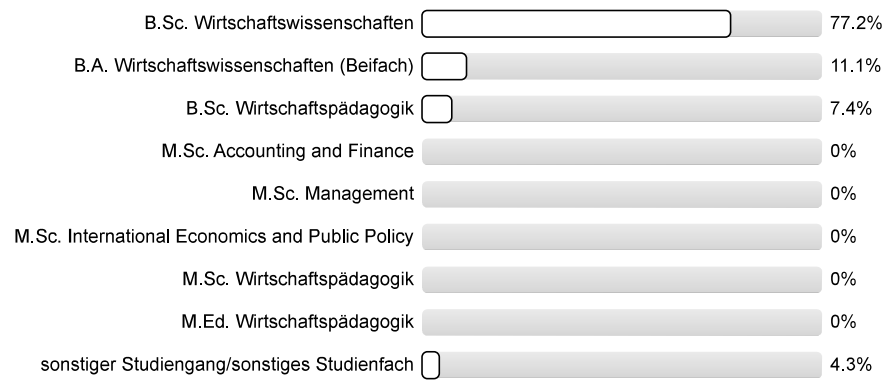 B.Sc. Wirtschaftswissenschaften 77.2%
B.A. Wirtschaftswissenschaften (Beifach) 11.1%
B.Sc. Wirtschaftspädagogik 7.4%
M.Sc. Accounting and Finance 0%
M.Sc. Management 0%
M.Sc. International Economics and Public Policy 0%
M.Sc. Wirtschaftspädagogik 0%
M.Ed. Wirtschaftspädagogik 0%
sonstiger Studiengang/sonstiges Studienfach 4.3%